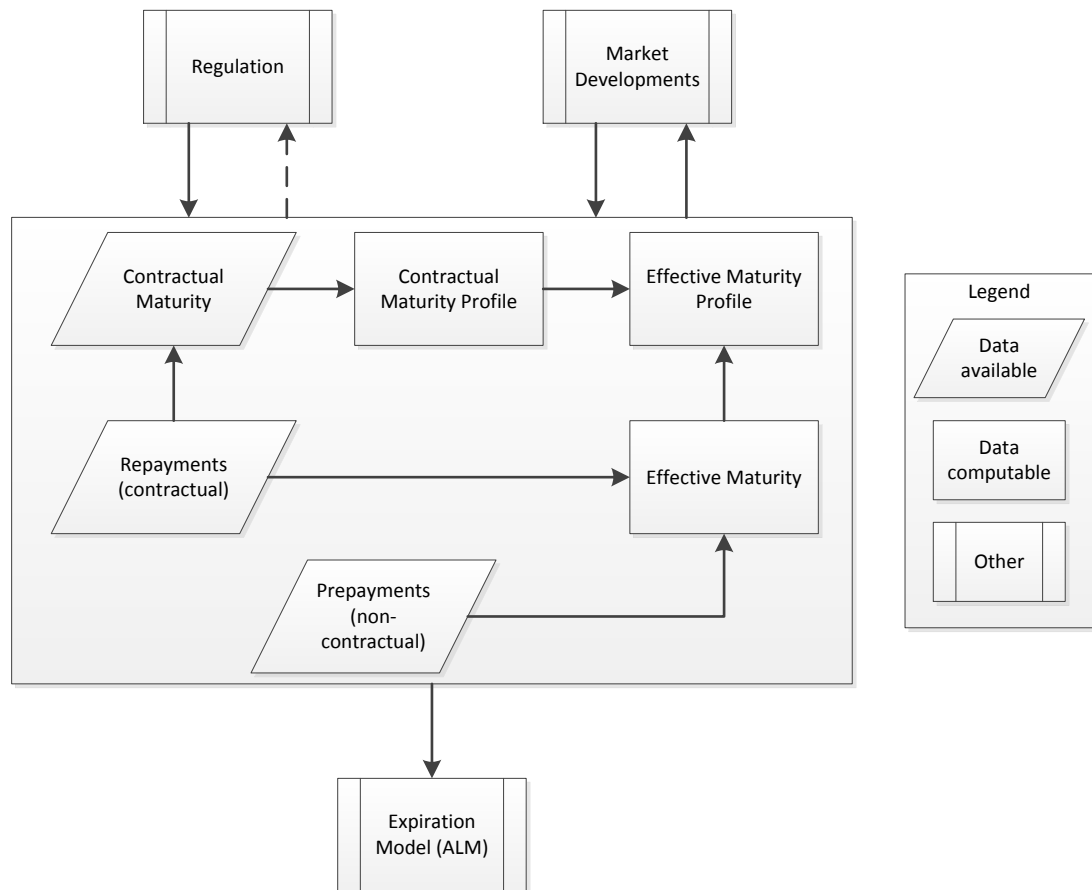 Regulation
Market
Developments
Contractual
Maturity
Contractual
Maturity Profile
Effective Maturity
Profile
Repayments
(contractual)
Effective Maturity
Prepayments
(non-
contractual)
Expiration
Model (ALM)
Legend
Data
available
Data
computable
Other